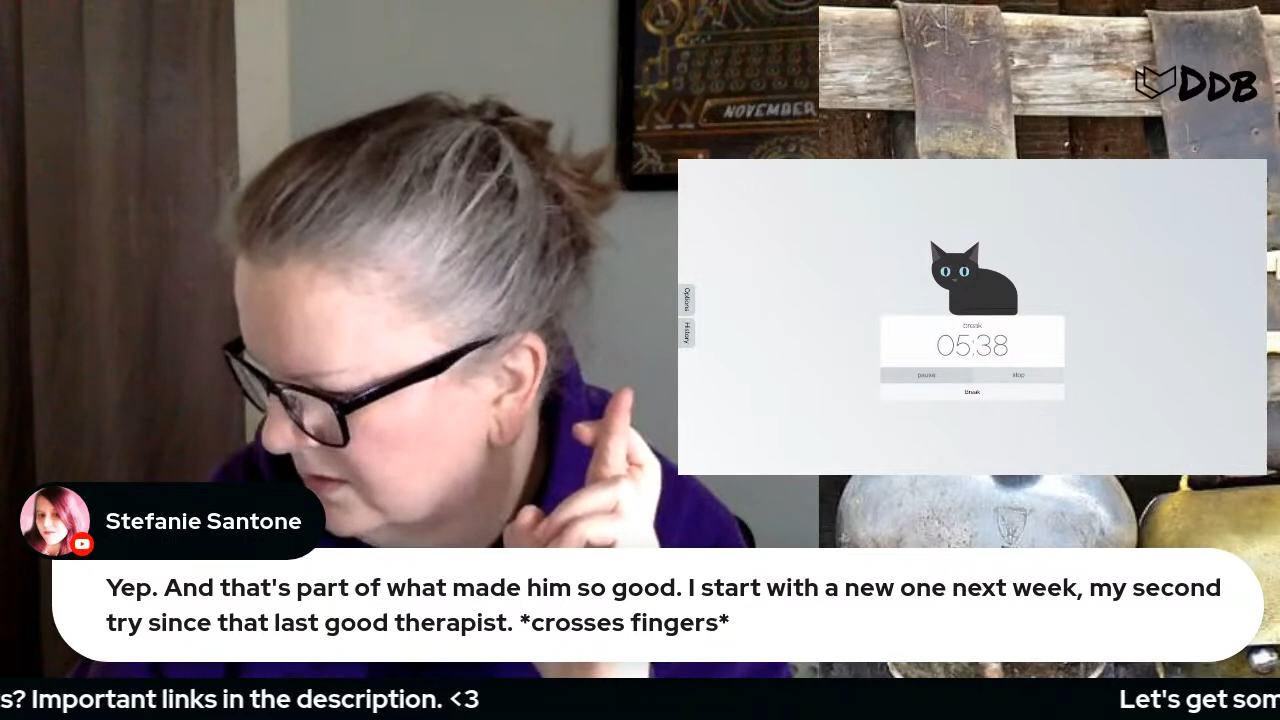 NOVEMBER
DDB
Options
History
break
05:38
pause
stop
Break
Stefanie Santone
Yep. And that's part of what made him so good. I start with a new one next week, my second
try since that last good therapist. *crosses fingers*
s? Important links in the description. <3
Let's get som